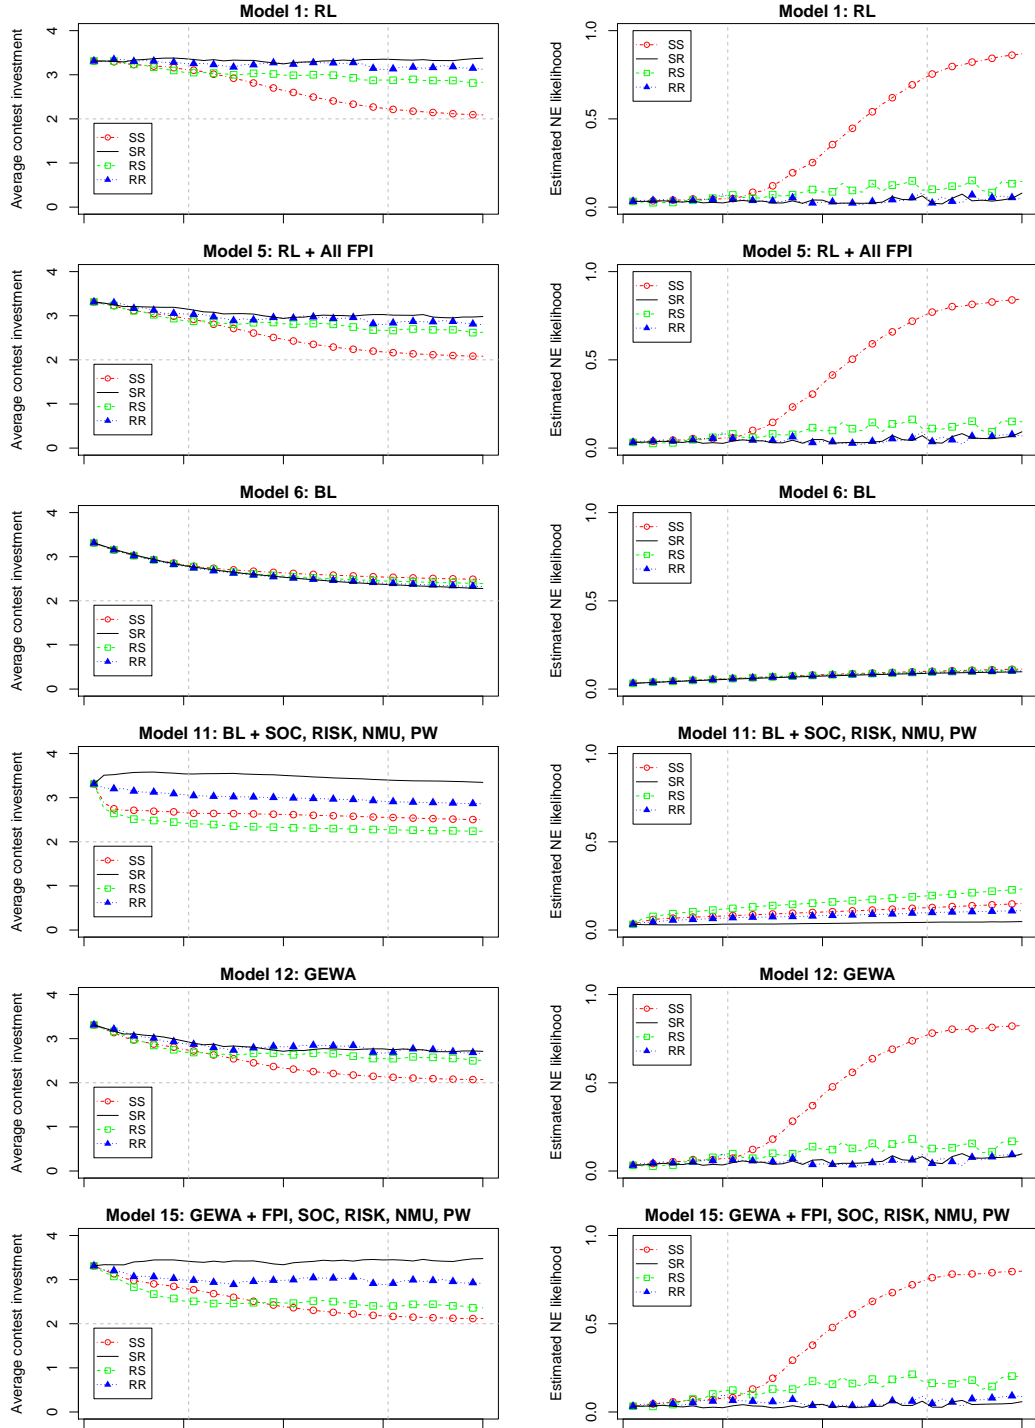 Model 1: RL
Average contest investment
4
3
2
1
0
SS
SR
RS
RR
Model 1: RL
Estimated NE likelihood
1.0
0.5
0.0
SS
SR
RS
RR
Model 5: RL + All FPI
Average contest investment
4
3
2
1
0
SS
SR
RS
RR
Model 5: RL + All FPI
Estimated NE likelihood
1.0
0.5
0.0
SS
SR
RS
RR
Model 6: BL
Average contest investment
4
3
2
1
0
SS
SR
RS
RR
Model 6: BL
Estimated NE likelihood
1.0
0.5
0.0
SS
SR
RS
RR
Model 11: BL + SOC, RISK, NMU, PW
Average contest investment
4
3
2
1
0
SS
SR
RS
RR
Model 11: BL + SOC, RISK, NMU, PW
Estimated NE likelihood
1.0
0.5
0.0
SS
SR
RS
RR
Model 12: GEWA
Average contest investment
4
3
2
1
0
SS
SR
RS
RR
Model 12: GEWA
Estimated NE likelihood
1.0
0.5
0.0
SS
SR
RS
RR
Model 15: GEWA + FPI, SOC, RISK, NMU, PW
Average contest investment
4
3
2
1
0
SS
SR
RS
RR
Model 15: GEWA + FPI, SOC, RISK, NMU, PW
Estimated NE likelihood
1.0
0.5
0.0
SS
SR
RS
RR